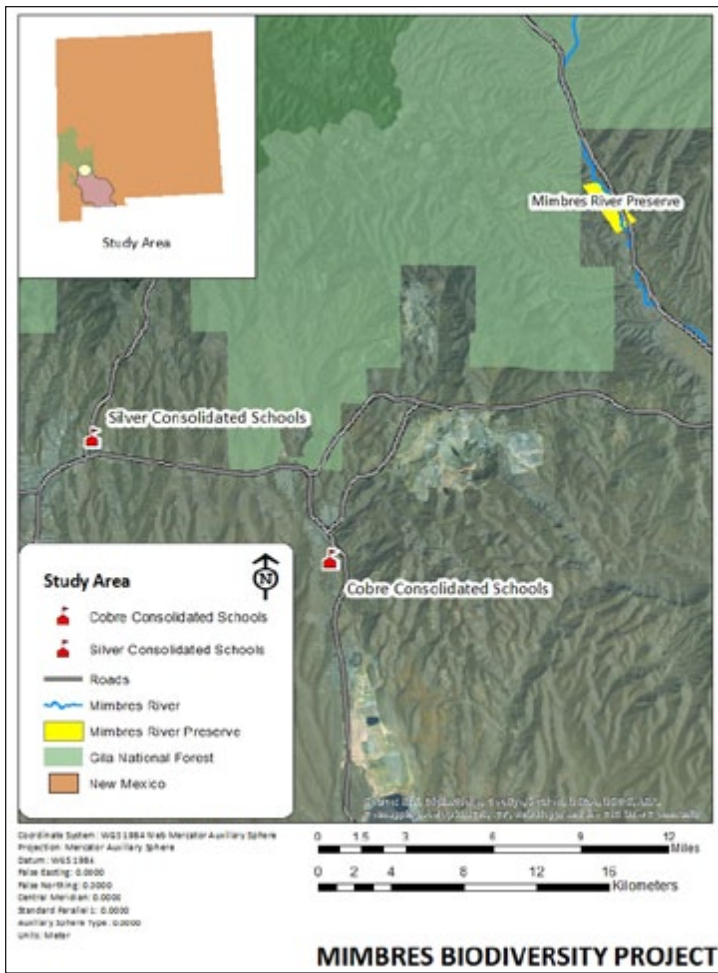 Study Area
Mimbres River Preserve
Silver Consolidated Schools
Cobre Consolidated Schools
Study Area
N
Cobre Consolidated Schools
Silver Consolidated Schools
Roads
Mimbres River
Mimbres River Preserve
Gila National Forest
New Mexico
Coordinate System: WGS 1984 Web Mercator Auxiliary Sphere
Projection: Mercator Auxiliary Sphere
Datum: WGS 1984
False Easting: 0.0000
False Northing: 0.0000
Central Meridian: 0.0000
Standard Parallel 1: 0.0000
Auxiliary Sphere Type: 0.0000
Units: Meter
0 1.5 3 6 9 12
Miles
0 2 4 8 12 16
Kilometers
MIMBRES BIODIVERSITY PROJECT